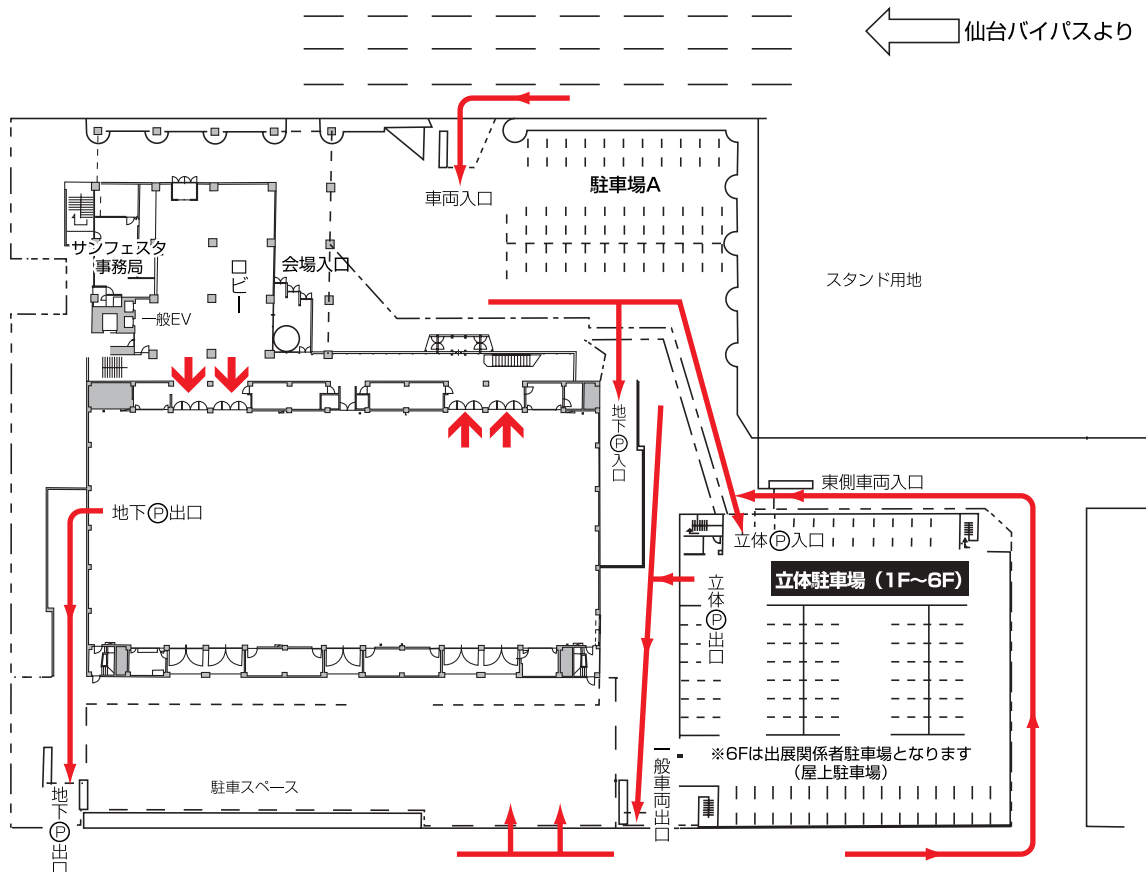 仙台バイパスより
駐車場A
車両入口
サンフェスタ
事務局
ロビー
会場入口
スタンド用地
一般EV
地下Ⓟ入口
東側車両入口
地下Ⓟ出口
立体Ⓟ入口
立体駐車場（1F〜6F）
立体Ⓟ出口
※6Fは出展関係者駐車場となります
（屋上駐車場）
一般車両出口
駐車スペース
地下Ⓟ出口